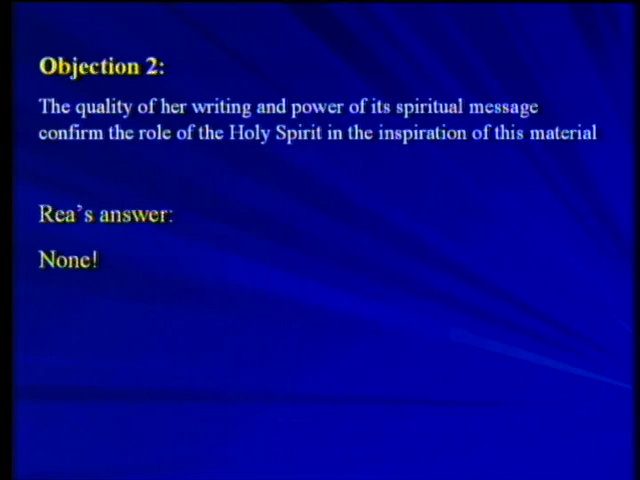 Objection 2:
The quality of her writing and power of its spiritual message
confirm the role of the Holy Spirit in the inspiration of this material
Rea's answer:
None!